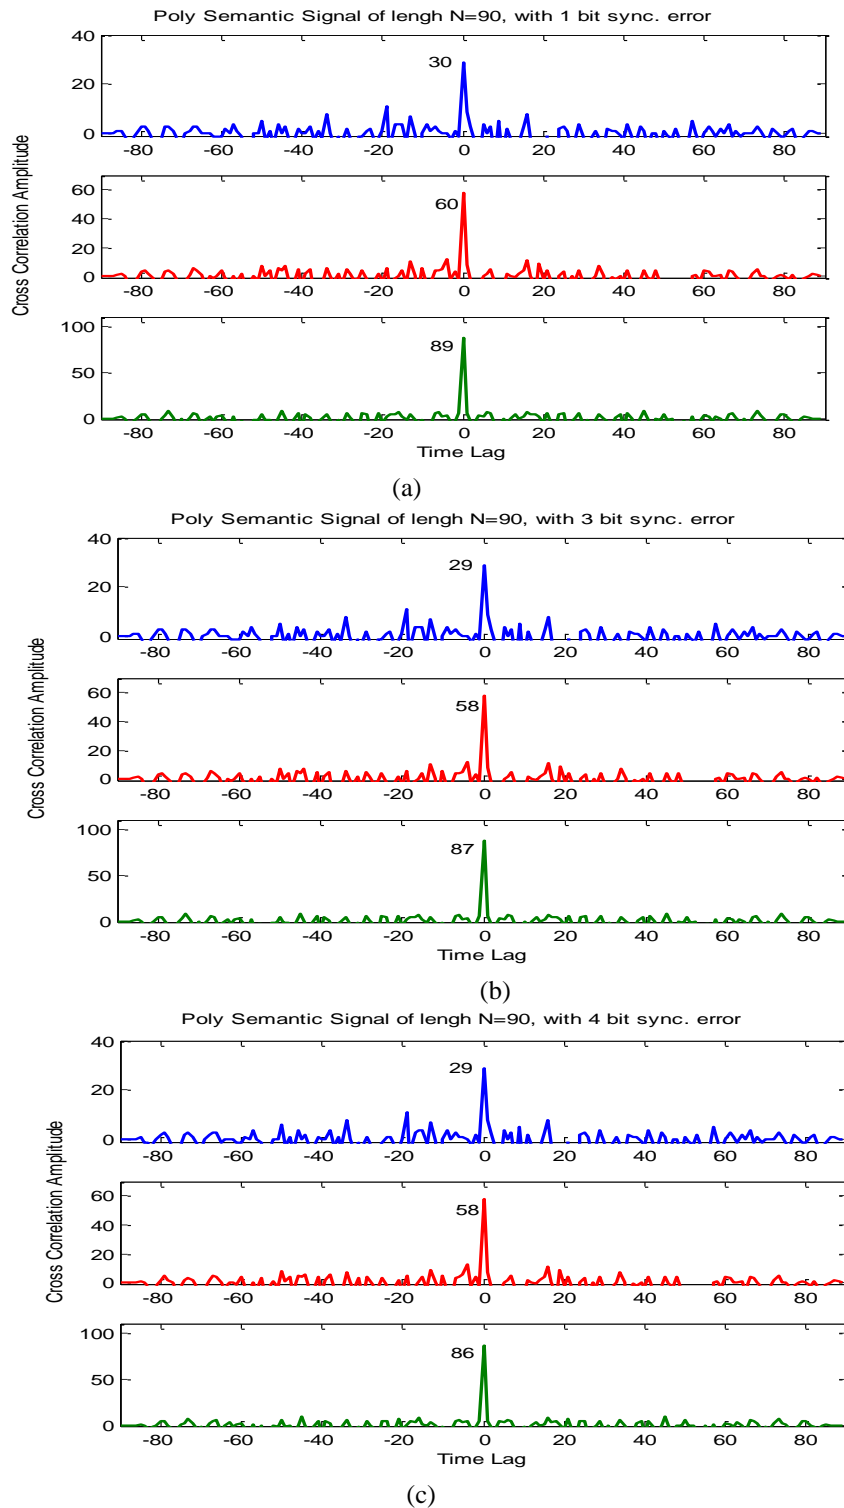 Poly Semantic Signal of lengh N=90, with 1 bit sync. error
Cross Correlation Amplitude
40
20
0
30
-80 -60 -40 -20 0 20 40 60 80
60
40
20
0
60
-80 -60 -40 -20 0 20 40 60 80
100
50
0
89
-80 -60 -40 -20 0 20 40 60 80
Time Lag
(a)
Poly Semantic Signal of lengh N=90, with 3 bit sync. error
Cross Correlation Amplitude
40
20
0
29
-80 -60 -40 -20 0 20 40 60 80
60
40
20
0
58
-80 -60 -40 -20 0 20 40 60 80
100
50
0
87
-80 -60 -40 -20 0 20 40 60 80
Time Lag
(b)
Poly Semantic Signal of lengh N=90, with 4 bit sync. error
Cross Correlation Amplitude
40
20
0
29
-80 -60 -40 -20 0 20 40 60 80
60
40
20
0
58
-80 -60 -40 -20 0 20 40 60 80
100
50
0
86
-80 -60 -40 -20 0 20 40 60 80
Time Lag
(c)